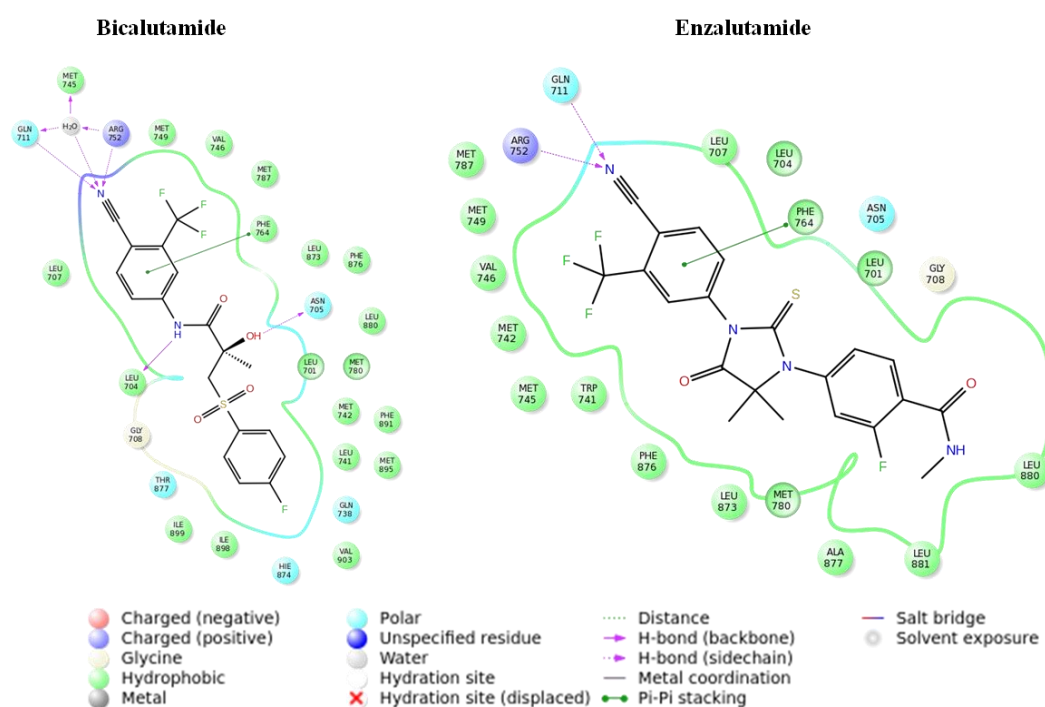 Bicalutamide
Enzalutamide
MET
745
GLN
711
H₂O
ARG
752
MET
749
VAL
746
MET
787
PHE
764
LEU
873
PHE
876
LEU
707
ASN
705
LEU
880
LEU
701
MET
780
LEU
704
GLY
708
MET
742
PHE
891
LEU
741
MET
895
THR
877
GLN
738
ILE
899
ILE
898
HIE
874
VAL
903
N
F
F
F
N
H
O
OH
O
S
O
F
GLN
711
ARG
752
MET
787
LEU
707
LEU
704
MET
749
PHE
764
ASN
705
VAL
746
LEU
701
GLY
708
MET
742
MET
745
TRP
741
PHE
876
LEU
873
MET
780
ALA
877
LEU
881
LEU
880
N
F
F
F
S
N
O
N
O
NH
F
Charged (negative)
Charged (positive)
Glycine
Hydrophobic
Metal
Polar
Unspecified residue
Water
Hydration site
Hydration site (displaced)
Distance
H-bond (backbone)
H-bond (sidechain)
Metal coordination
Pi-Pi stacking
Salt bridge
Solvent exposure